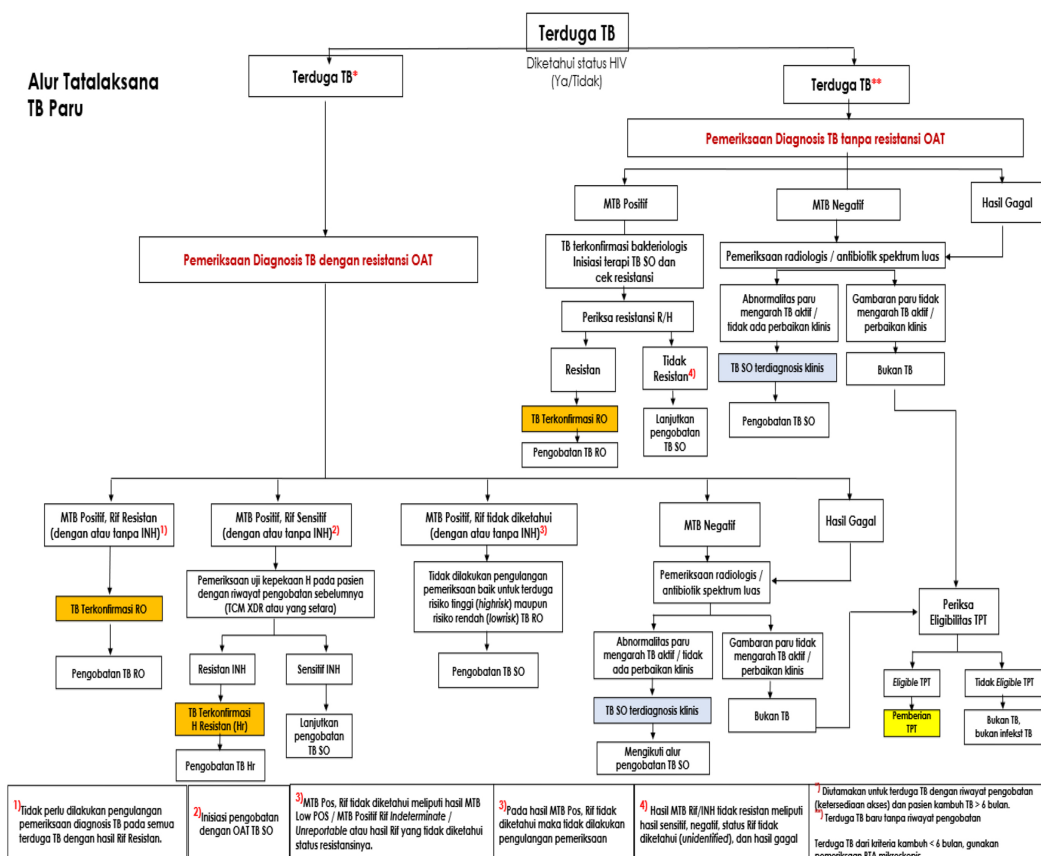 Terduga TB
Diketahui status HIV
(Ya/Tidak)
Alur Tatalaksana
TB Paru
Terduga TB*
Terduga TB**
Pemeriksaan Diagnosis TB tanpa resistansi OAT
MTB Positif
MTB Negatif
Hasil Gagal
Pemeriksaan Diagnosis TB dengan resistansi OAT
TB terkonfirmasi bakteriologis
Inisiasi terapi TB SO dan
cek resistansi
Pemeriksaan radiologis / antibiotik spektrum luas
Periksa resistansi R/H
Abnormalitas paru
mengarah TB aktif /
tidak ada perbaikan klinis
Gambaran paru tidak
mengarah TB aktif /
perbaikan klinis
Resistan
Tidak
Resistan4)
TB SO terdiagnosis klinis
Bukan TB
TB Terkonfirmasi RO
Lanjutkan
pengobatan
TB SO
Pengobatan TB SO
Pengobatan TB RO
MTB Positif, Rif Resistan
(dengan atau tanpa INH)1)
MTB Positif, Rif Sensitif
(dengan atau tanpa INH)2)
MTB Positif, Rif tidak diketahui
(dengan atau tanpa INH)3)
MTB Negatif
Hasil Gagal
TB Terkonfirmasi RO
Pengobatan TB RO
Pemeriksaan uji kepekaan H pada pasien
dengan riwayat pengobatan sebelumnya
(TCM XDR atau yang setara)
Resistan INH
Sensitif INH
TB Terkonfirmasi
H Resistan (Hr)
Lanjutkan
pengobatan
TB SO
Pengobatan TB Hr
Tidak dilakukan pengulangan
pemeriksaan baik untuk terduga
risiko tinggi (highrisk) maupun
risiko rendah (lowrisk) TB RO
Pengobatan TB SO
Pemeriksaan radiologis /
antibiotik spektrum luas
Abnormalitas paru
mengarah TB aktif / tidak
ada perbaikan klinis
Gambaran paru tidak
mengarah TB aktif /
perbaikan klinis
TB SO terdiagnosis klinis
Bukan TB
Mengikuti alur
pengobatan TB SO
Periksa
Eligibilitas TPT
Eligible TPT
Tidak Eligible TPT
Pemberian
TPT
Bukan TB,
bukan infekst TB
1)Tidak perlu dilakukan pengulangan
pemeriksaan diagnosis TB pada semua
terduga TB dengan hasil Rif Resistan.
2)Inisiasi pengobatan
dengan OAT TB SO
3)MTB Pos, Rif tidak diketahui meliputi hasil MTB
Low POS / MTB Positif Rif Indeterminate /
Unreportable atau hasil Rif yang tidak diketahui
status resistansinya.
3)Pada hasil MTB Pos, Rif tidak
diketahui maka tidak dilakukan
pengulangan pemeriksaan
4) Hasil MTB Rif/INH tidak resistan meliputi
hasil sensitif, negatif, status Rif tidak
diketahui (unidentified), dan hasil gagal
*) Diutamakan untuk terduga TB dengan riwayat pengobatan
(ketersediaan akses) dan pasien kambuh TB > 6 bulan.
**) Terduga TB baru tanpa riwayat pengobatan
Terduga TB dari kriteria kambuh < 6 bulan, gunakan
pemeriksaan BTA mikroskopis